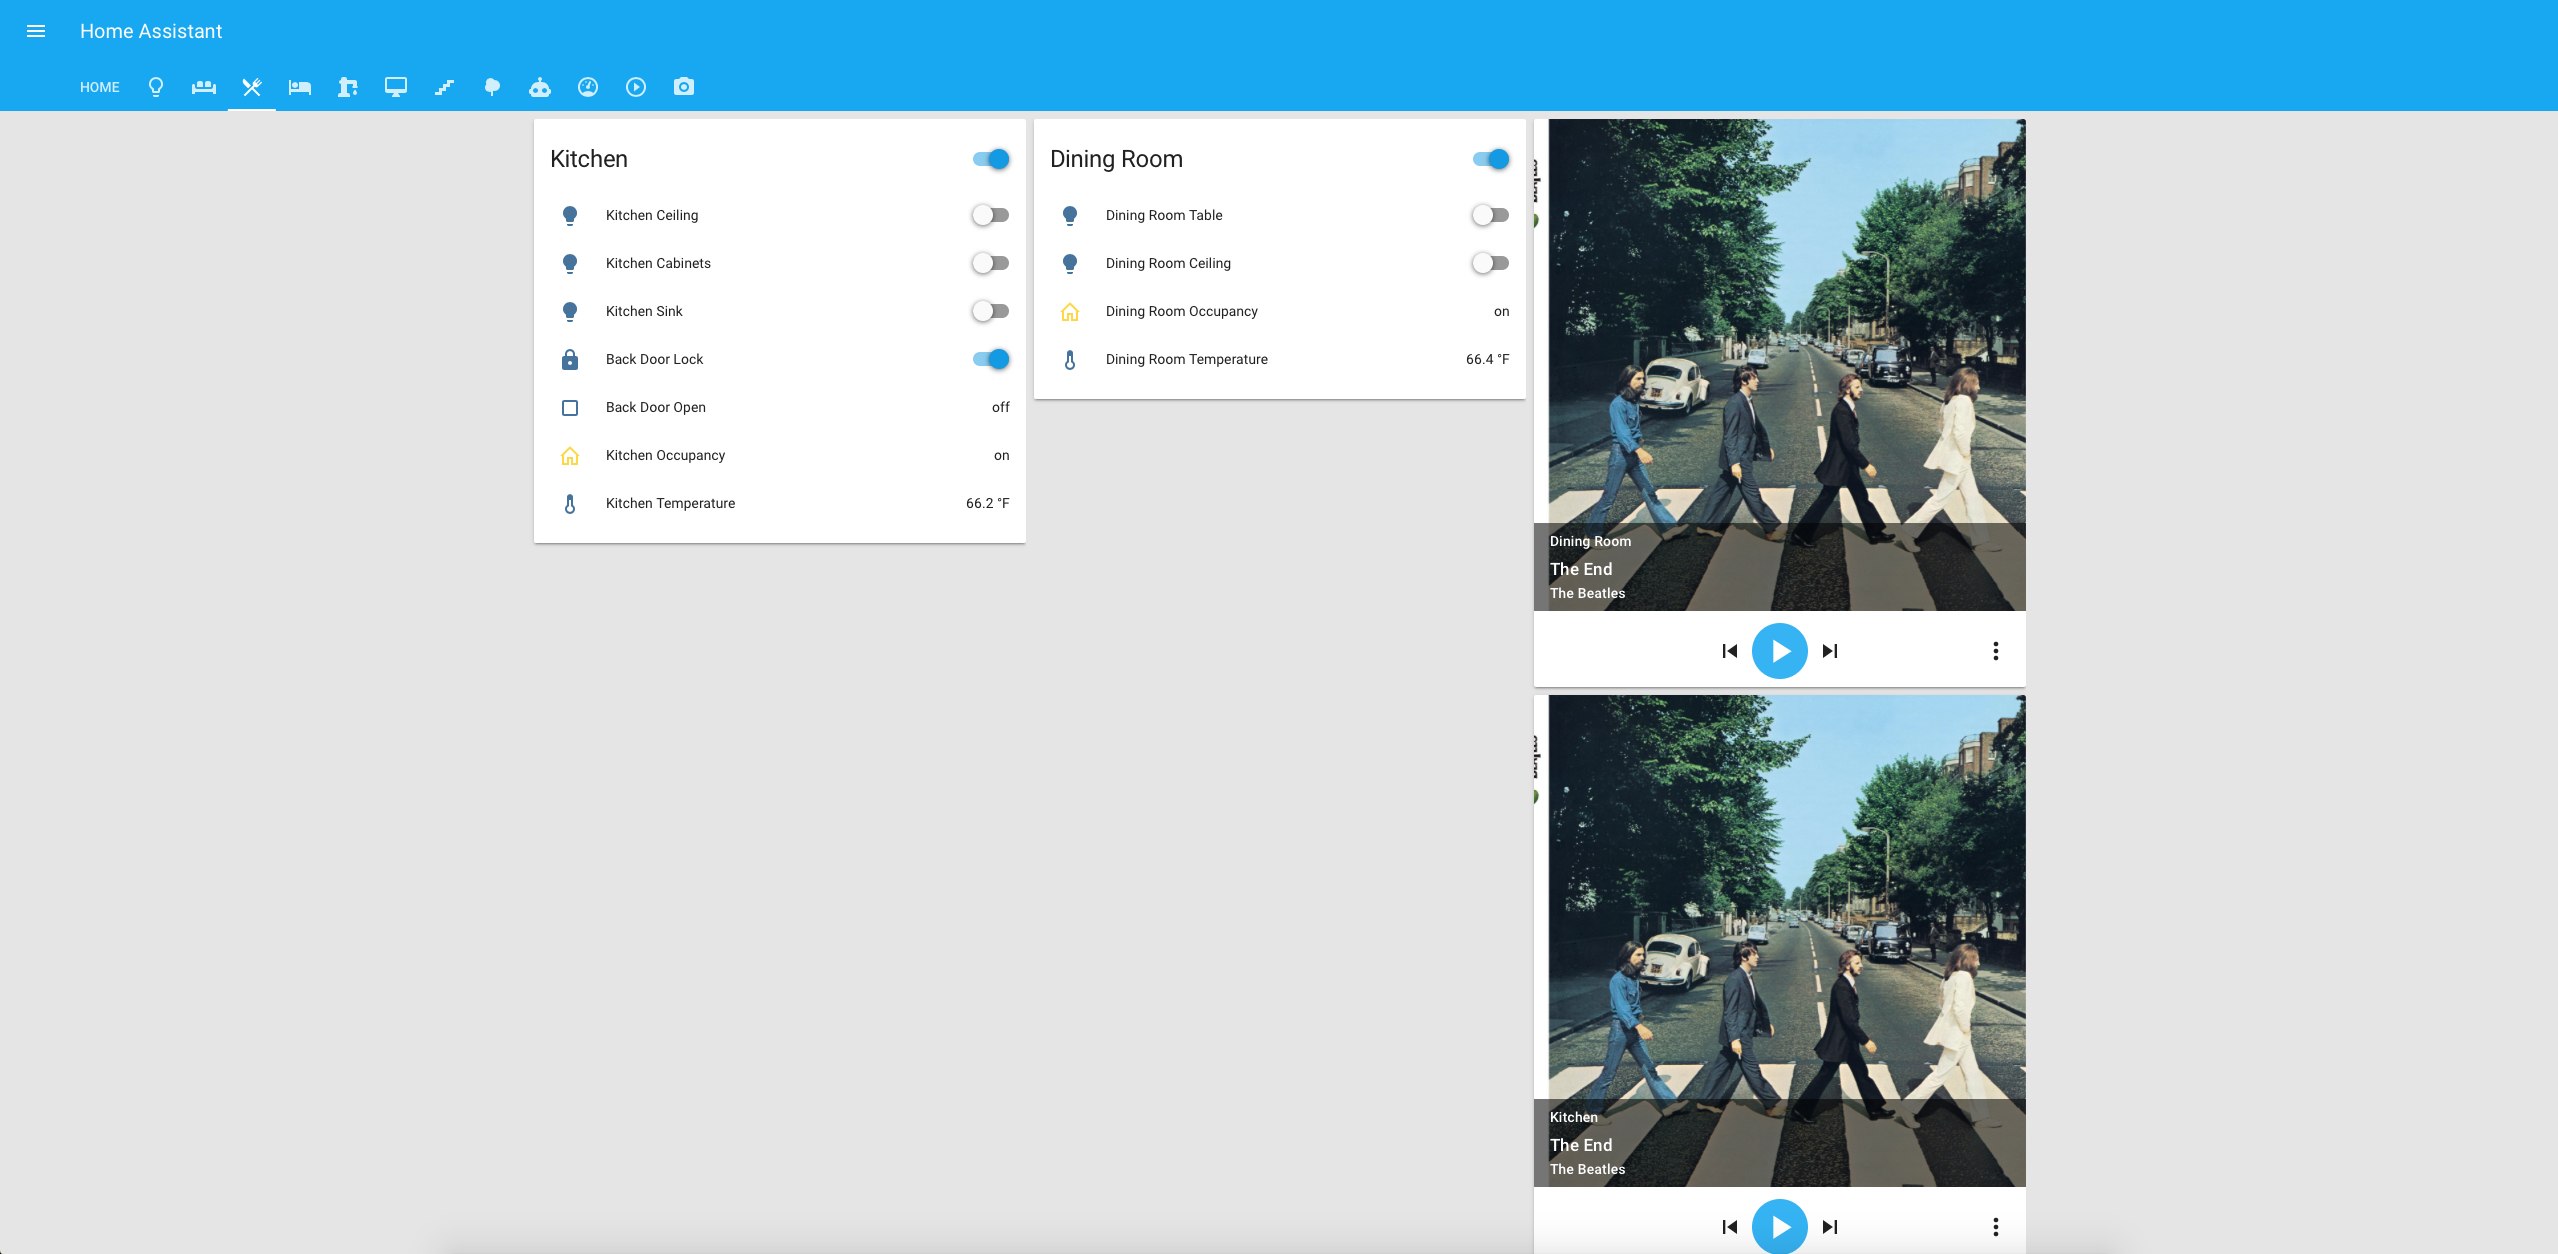 Home Assistant
HOME
Kitchen
Kitchen Ceiling
Kitchen Cabinets
Kitchen Sink
Back Door Lock
Back Door Open off
Kitchen Occupancy on
Kitchen Temperature 66.2 °F
Dining Room
Dining Room Table
Dining Room Ceiling
Dining Room Occupancy on
Dining Room Temperature 66.4 °F
Dining Room
The End
The Beatles
Kitchen
The End
The Beatles